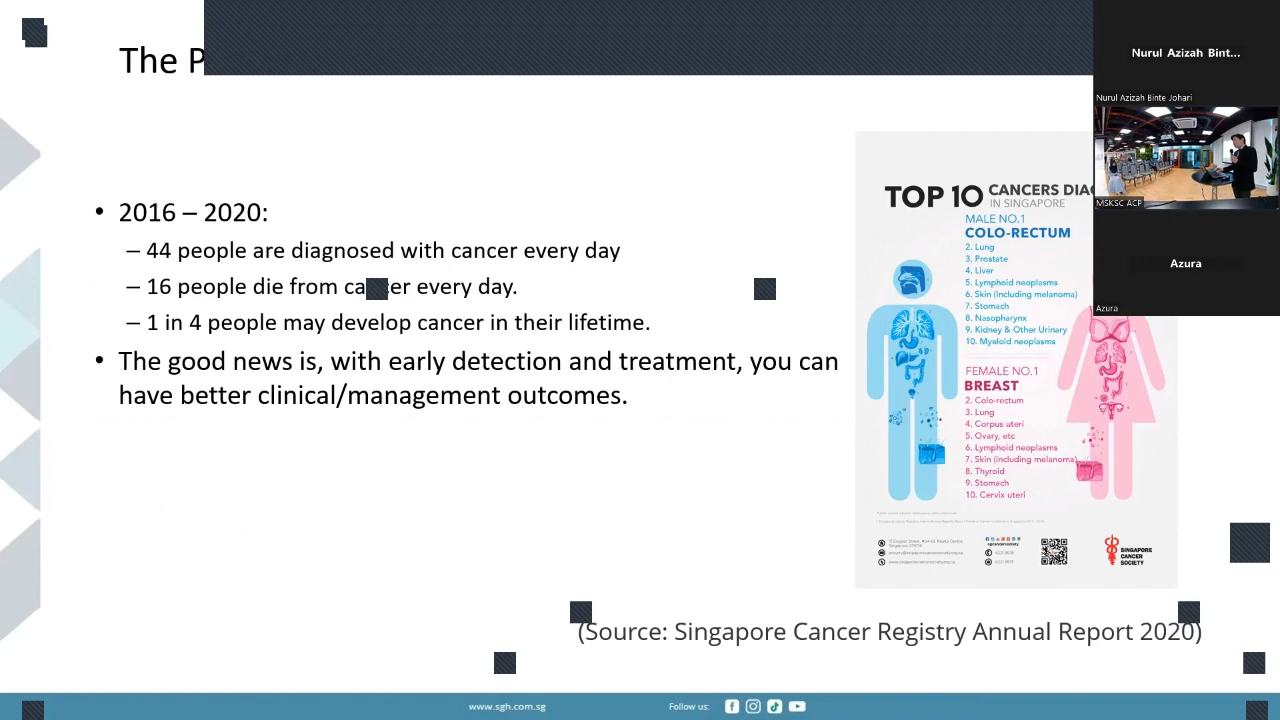 The P
Nurul Azizah Bint...
Nurul Azizah Binte Johari
MSKSC ACP
Azura
Azura
• 2016 – 2020:
– 44 people are diagnosed with cancer every day
– 16 people die from ca cer every day.
– 1 in 4 people may develop cancer in their lifetime.
• The good news is, with early detection and treatment, you can
have better clinical/management outcomes.
TOP 10 CANCERS DIAG
IN SINGAPORE
MALE NO.1
COLO-RECTUM
2. Lung
3. Prostate
4. Liver
5. Lymphoid neoplasms
6. Skin (Including melanoma)
7. Stomach
8. Nasopharynx
9. Kidney & Other Urinary
10. Myeloid neoplasms
FEMALE NO.1
BREAST
2. Colo-rectum
3. Lung
4. Corpus uteri
5. Ovary, etc
6. Lymphoid neoplasms
7. Skin (including melanoma)
8. Thyroid
9. Stomach
10. Cervix uteri
SINGAPORE
CANCER
SOCIETY
(Source: Singapore Cancer Registry Annual Report 2020)
www.sgh.com.sg
Follow us: